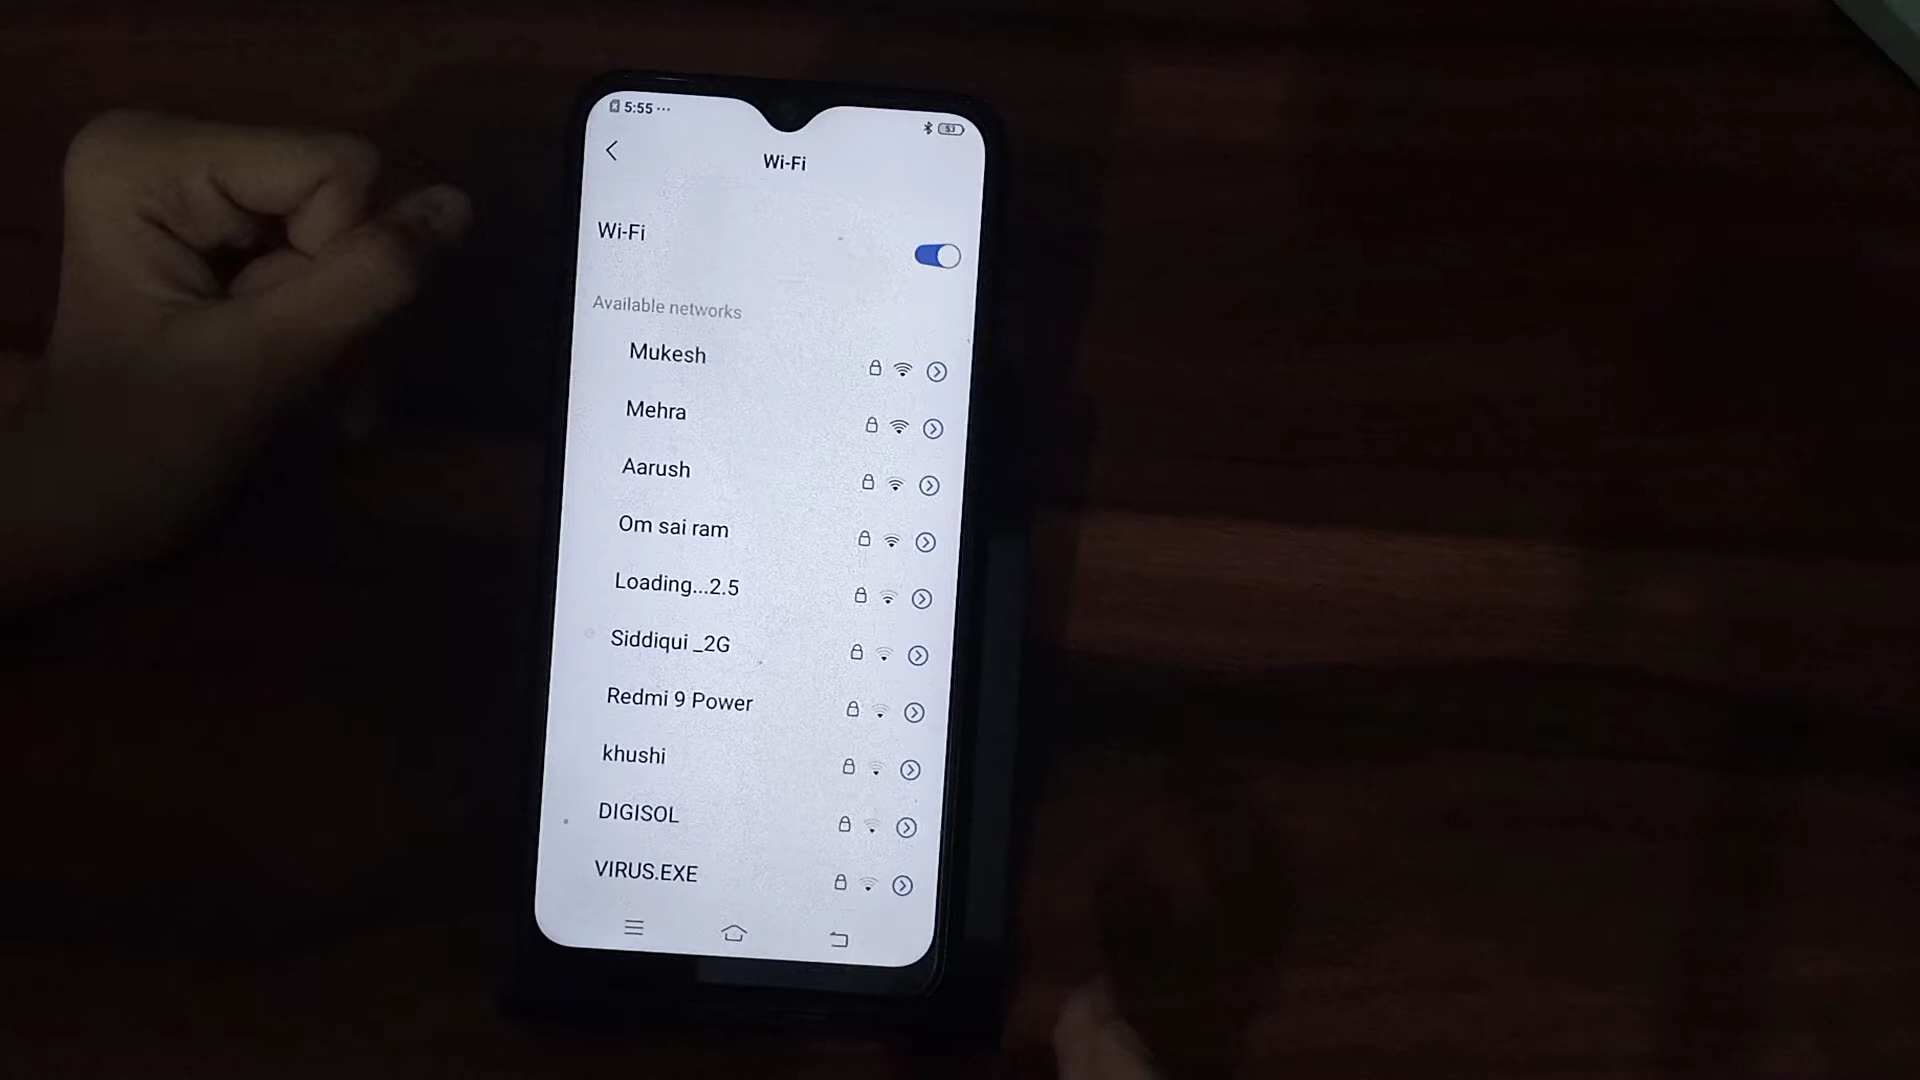 5:55 ...
53
Wi-Fi
Wi-Fi
Available networks
Mukesh
Mehra
Aarush
Om sai ram
Loading...2.5
Siddiqui _2G
Redmi 9 Power
khushi
DIGISOL
VIRUS.EXE